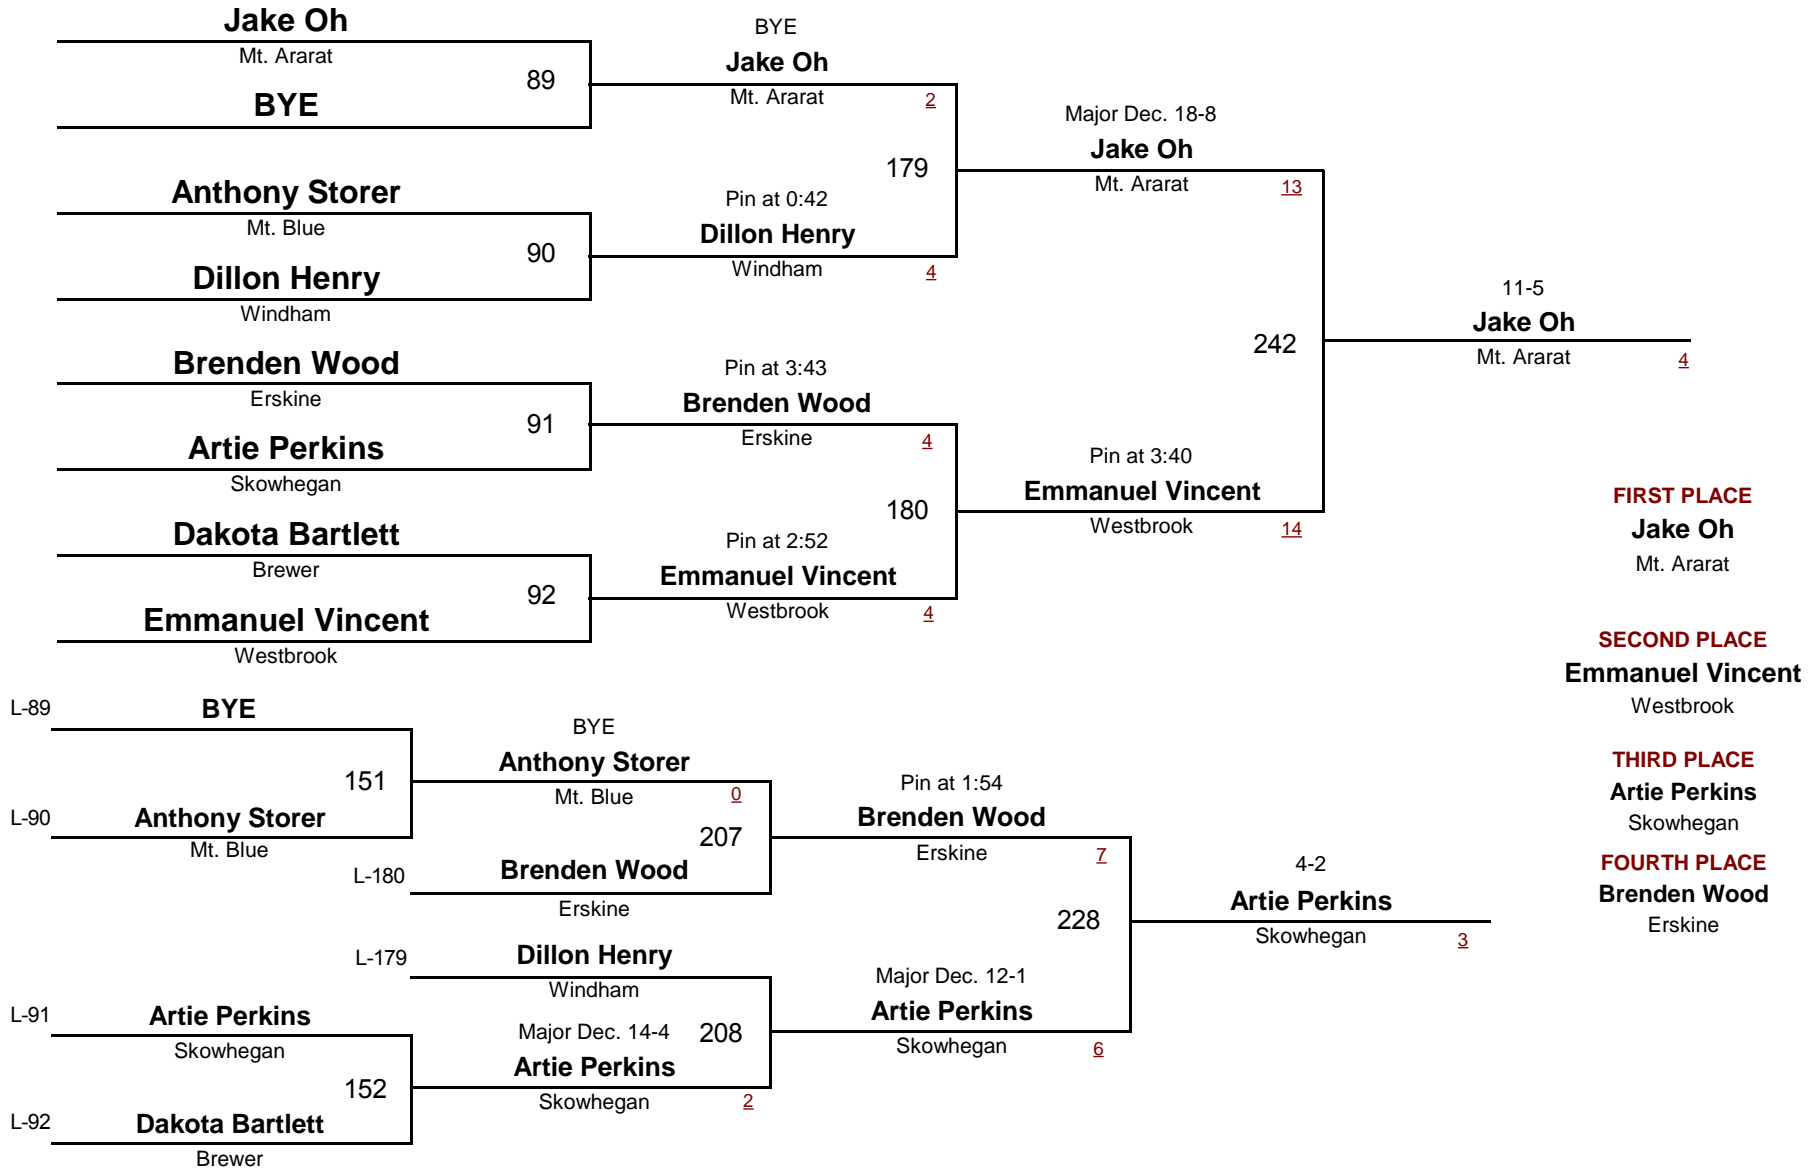 Jake Oh
Mt. Ararat
89
BYE
Anthony Storer
Mt. Blue
90
Dillon Henry
Windham
Brenden Wood
Erskine
91
Artie Perkins
Skowhegan
Dakota Bartlett
Brewer
92
Emmanuel Vincent
Westbrook
BYE
Jake Oh
Mt. Ararat
2
179
Pin at 0:42
Dillon Henry
Windham
4
Pin at 3:43
Brenden Wood
Erskine
4
180
Pin at 2:52
Emmanuel Vincent
Westbrook
4
Major Dec. 18-8
Jake Oh
Mt. Ararat
13
242
Pin at 3:40
Emmanuel Vincent
Westbrook
14
11-5
Jake Oh
Mt. Ararat
4
FIRST PLACE
Jake Oh
Mt. Ararat
SECOND PLACE
Emmanuel Vincent
Westbrook
THIRD PLACE
Artie Perkins
Skowhegan
FOURTH PLACE
Brenden Wood
Erskine
L-89
BYE
151
L-90
Anthony Storer
Mt. Blue
BYE
Anthony Storer
Mt. Blue
0
207
L-180
Brenden Wood
Erskine
L-179
Dillon Henry
Windham
208
L-91
Artie Perkins
Skowhegan
152
L-92
Dakota Bartlett
Brewer
Major Dec. 14-4
Artie Perkins
Skowhegan
2
Pin at 1:54
Brenden Wood
Erskine
7
228
Major Dec. 12-1
Artie Perkins
Skowhegan
6
4-2
Artie Perkins
Skowhegan
3